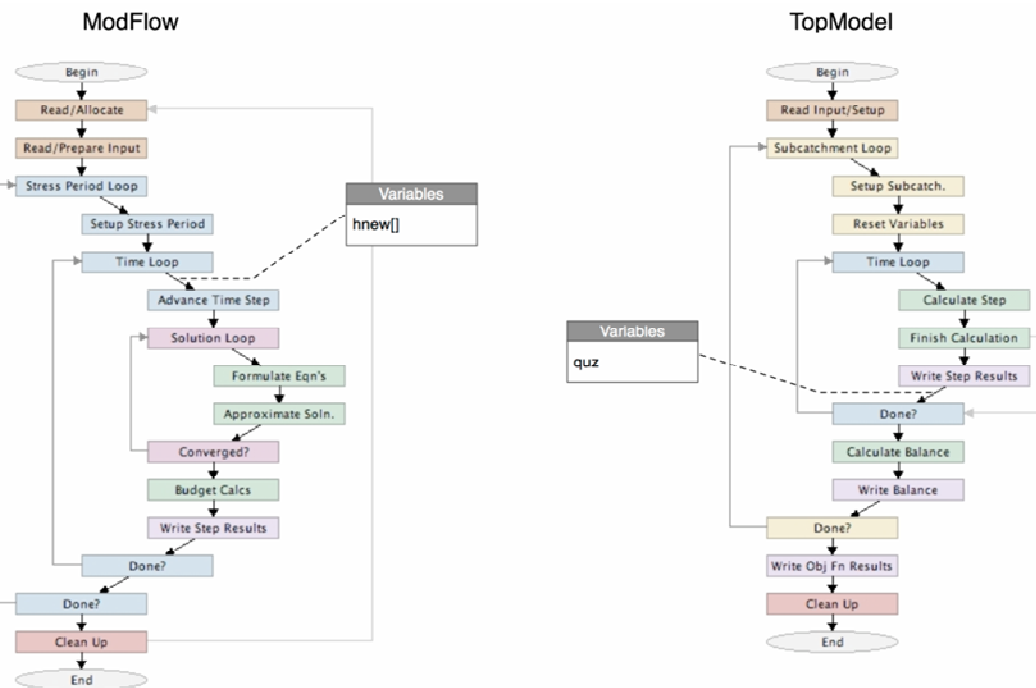 ModFlow
Begin
Read/Allocate
Read/Prepare Input
Stress Period Loop
Setup Stress Period
Time Loop
Advance Time Step
Solution Loop
Formulate Eqn's
Approximate Soln.
Converged?
Budget Calcs
Write Step Results
Done?
Done?
Clean Up
End
Variables
hnew[]
TopModel
Begin
Read Input/Setup
Subcatchment Loop
Setup Subcatch.
Reset Variables
Time Loop
Calculate Step
Finish Calculation
Write Step Results
Done?
Calculate Balance
Write Balance
Done?
Write Obj Fn Results
Clean Up
End
Variables
quz